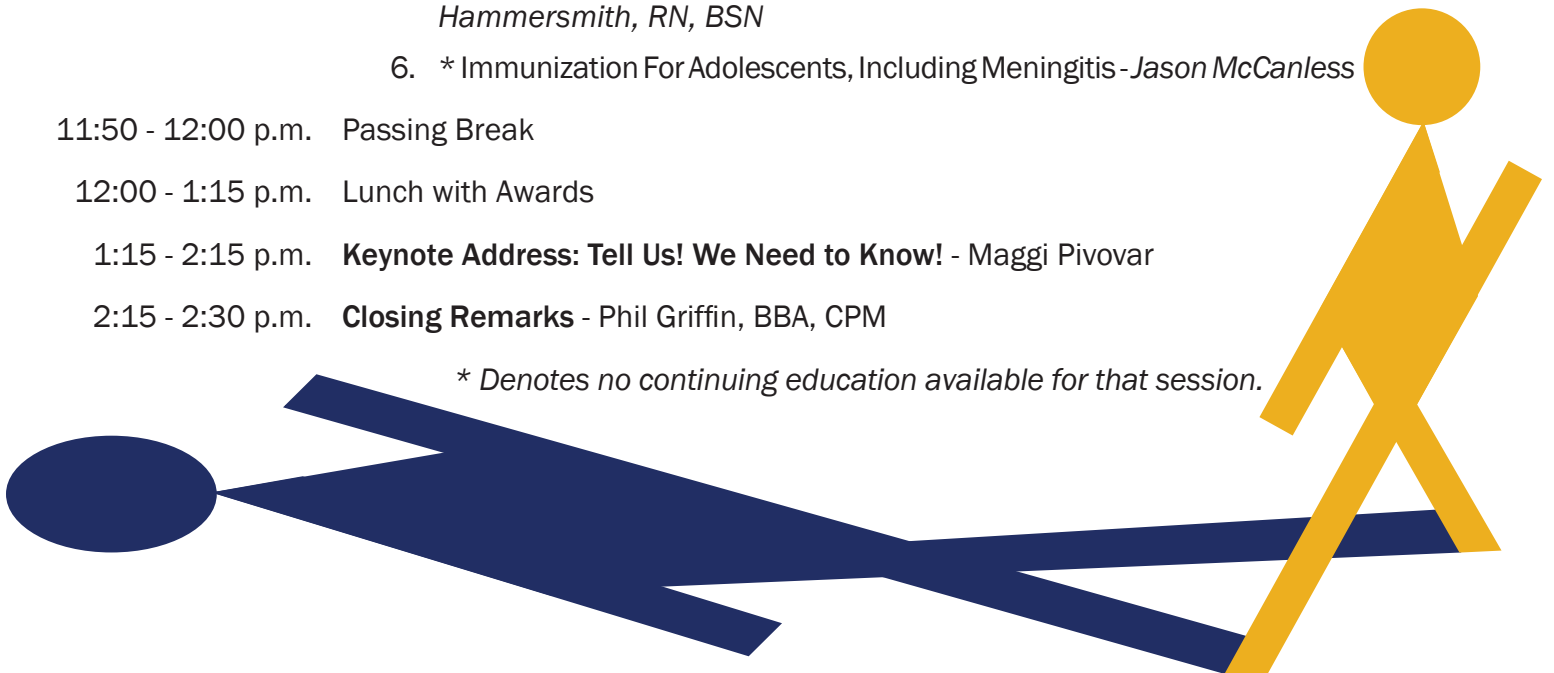 Hammersmith, RN, BSN
6. * Immunization For Adolescents, Including Meningitis - Jason McCanless
11:50 - 12:00 p.m. Passing Break
12:00 - 1:15 p.m. Lunch with Awards
1:15 - 2:15 p.m. Keynote Address: Tell Us! We Need to Know! - Maggi Pivovar
2:15 - 2:30 p.m. Closing Remarks - Phil Griffin, BBA, CPM
* Denotes no continuing education available for that session.